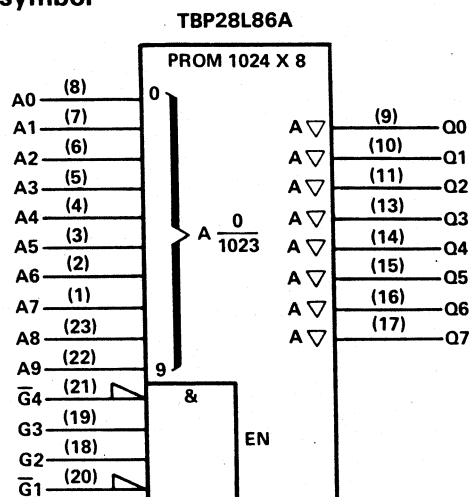 symbol
TBP28L86A
PROM 1024 X 8
A0 (8) 0 A ▽ (9) Q0
A1 (7) A ▽ (10) Q1
A2 (6) A ▽ (11) Q2
A3 (5) A ▽ (13) Q3
A4 (4) A 0/1023 A ▽ (14) Q4
A5 (3) A ▽ (15) Q5
A6 (2) A ▽ (16) Q6
A7 (1) A ▽ (17) Q7
A8 (23)
A9 (22) 9
G̅4 (21) &
G3 (19) EN
G2 (18)
G̅1 (20)